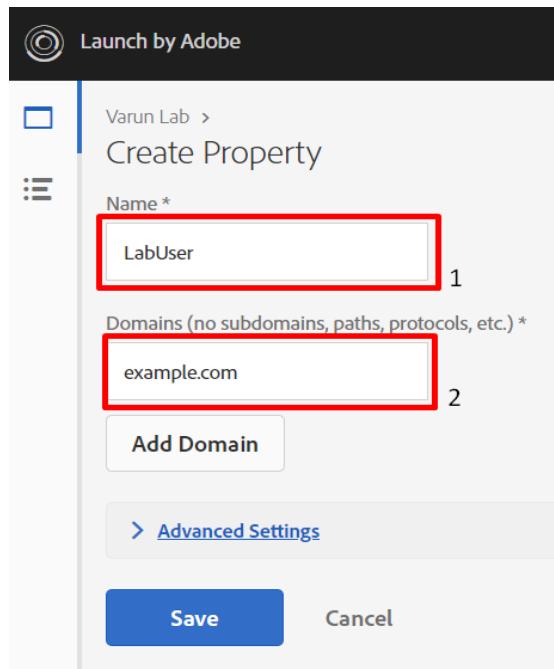 Launch by Adobe
Varun Lab >
Create Property
Name *
LabUser
1
Domains (no subdomains, paths, protocols, etc.) *
example.com
2
Add Domain
> Advanced Settings
Save Cancel